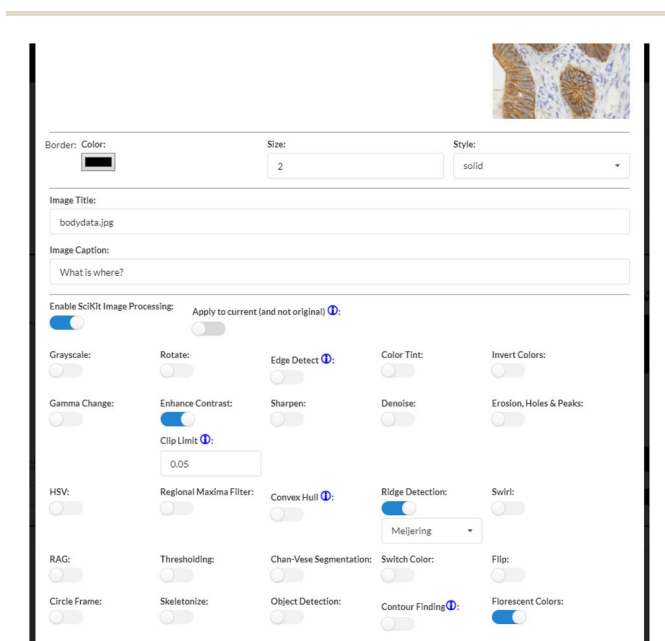 Border: Color: Size: Style:
2 solid
Image Title:
bodydata.jpg
Image Caption:
What is where?
Enable SciKit Image Processing: Apply to current (and not original) ⓘ:
Grayscale: Rotate: Edge Detect ⓘ: Color Tint: Invert Colors:
Gamma Change: Enhance Contrast: Sharpen: Denoise: Erosion, Holes & Peaks:
Clip Limit ⓘ:
0.05
HSV: Regional Maxima Filter: Convex Hull ⓘ: Ridge Detection: Swirl:
Meijering
RAG: Thresholding: Chan-Vese Segmentation: Switch Color: Flip:
Circle Frame: Skeletonize: Object Detection: Contour Findingⓘ: Florescent Colors: